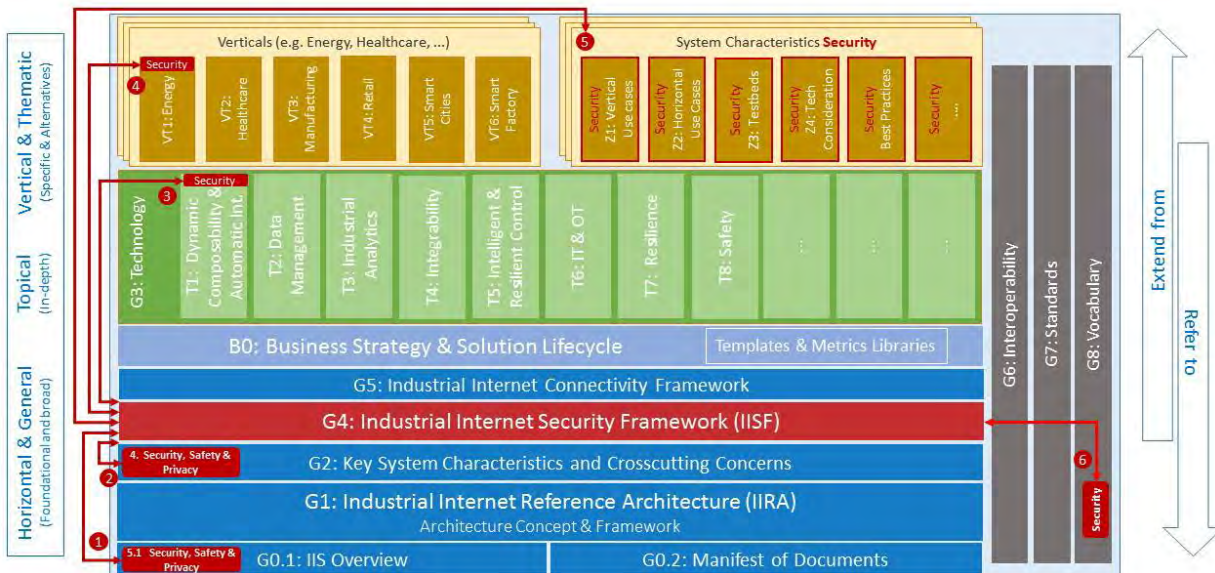 Vertical & Thematic
(Specific & Alternatives)
Topical
(In-depth)
Horizontal & General
(Foundational and broad)
Verticals (e.g. Energy, Healthcare, ...)
4
Security
VT1: Energy
VT2:
Healthcare
VT3:
Manufacturing
VT4: Retail
VT5: Smart
Cities
VT6: Smart
Factory
5
System Characteristics Security
Security
Z1: Vertical
Use cases
Security
Z2: Horizontal
Use Cases
Security
Z3: Testbeds
Security
Z4: Tech
Consideration
Security
Best Practices
Security
....
3
Security
G3: Technology
T1: Dynamic
Composability &
Automatic Int.
T2: Data
Management
T3: Industrial
Analytics
T4: Integrability
T5: Intelligent &
Resilient Control
T6: IT & OT
T7: Resilience
T8: Safety
...
...
...
B0: Business Strategy & Solution Lifecycle
Templates & Metrics Libraries
G5: Industrial Internet Connectivity Framework
G4: Industrial Internet Security Framework (IISF)
4. Security, Safety &
Privacy
2
G2: Key System Characteristics and Crosscutting Concerns
G1: Industrial Internet Reference Architecture (IIRA)
Architecture Concept & Framework
1
5.1 Security, Safety &
Privacy
G0.1: IIS Overview
G0.2: Manifest of Documents
G6: Interoperability
G7: Standards
G8: Vocabulary
6
Security
Extend from
Refer to